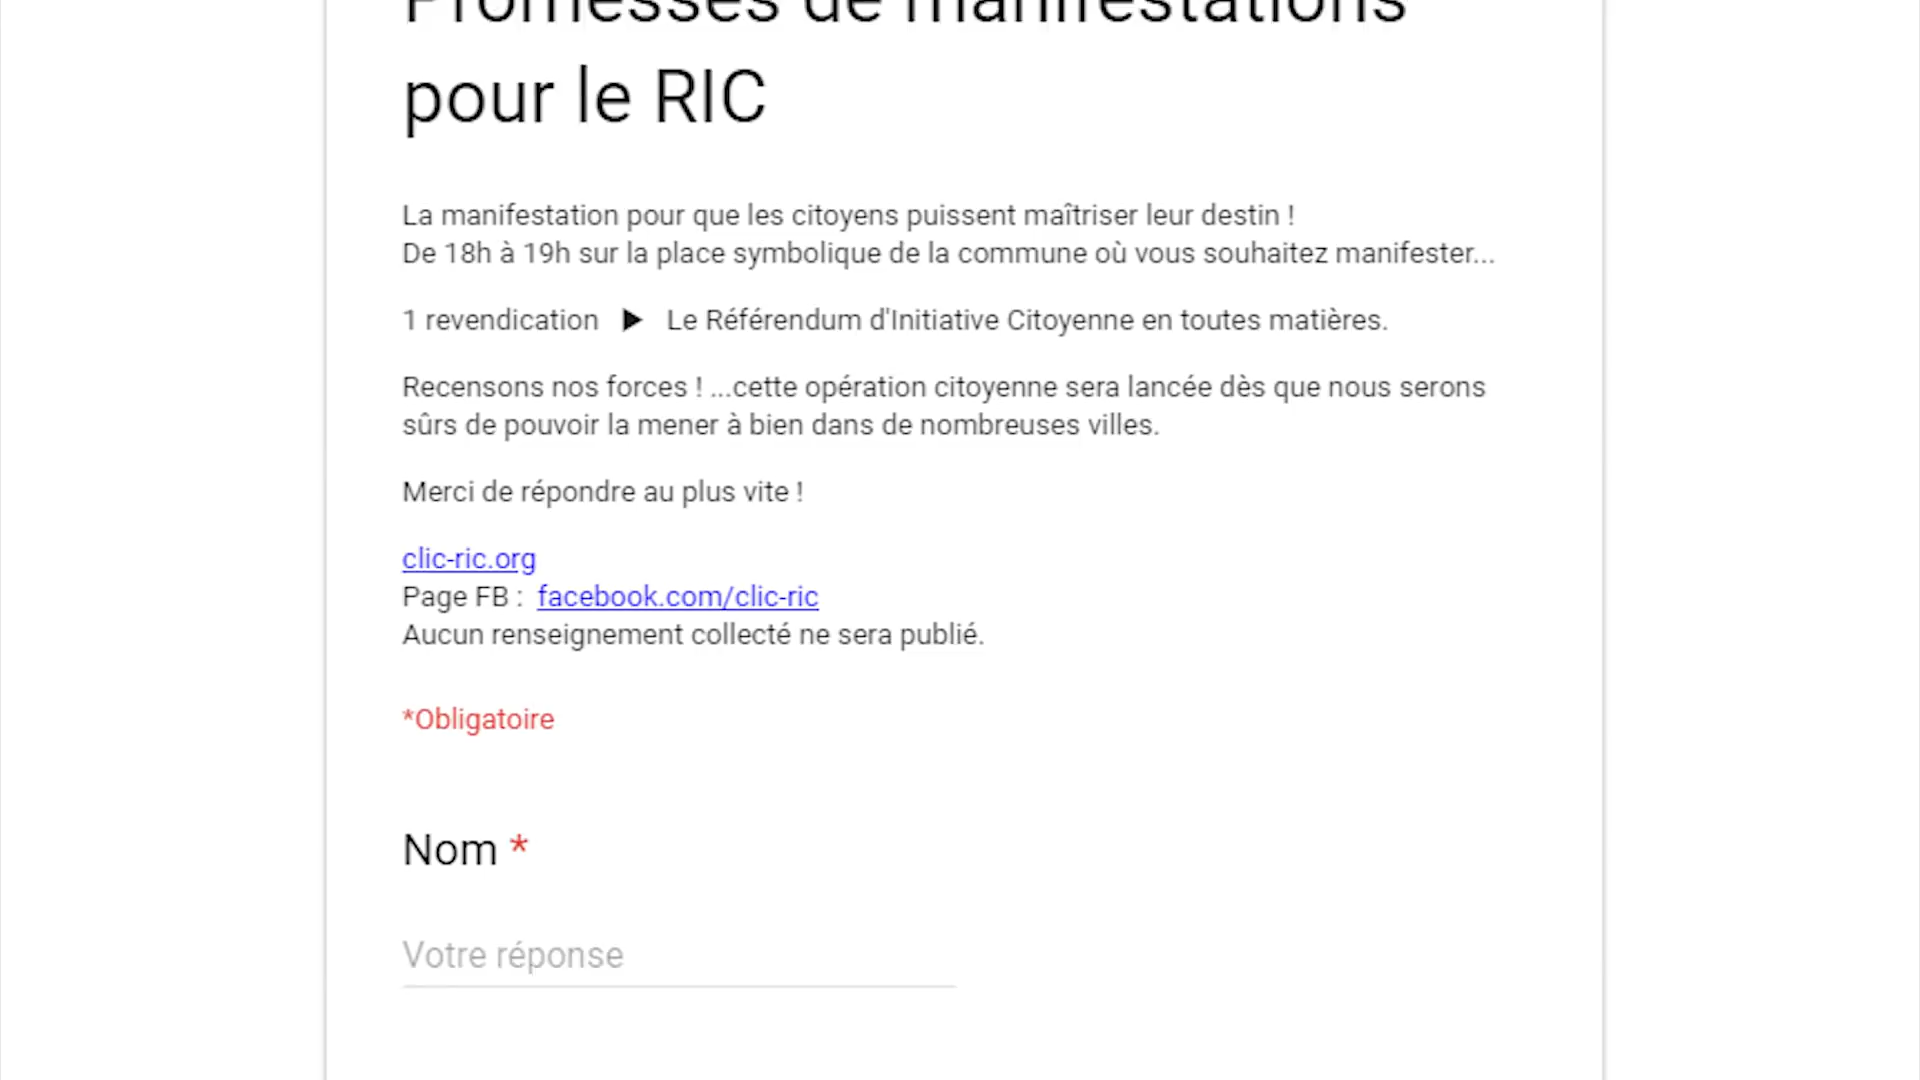 Promesses de manifestations
pour le RIC
La manifestation pour que les citoyens puissent maîtriser leur destin !
De 18h à 19h sur la place symbolique de la commune où vous souhaitez manifester...
1 revendication ► Le Référendum d'Initiative Citoyenne en toutes matières.
Recensons nos forces ! ...cette opération citoyenne sera lancée dès que nous serons
sûrs de pouvoir la mener à bien dans de nombreuses villes.
Merci de répondre au plus vite !
clic-ric.org
Page FB : facebook.com/clic-ric
Aucun renseignement collecté ne sera publié.
*Obligatoire
Nom *
Votre réponse